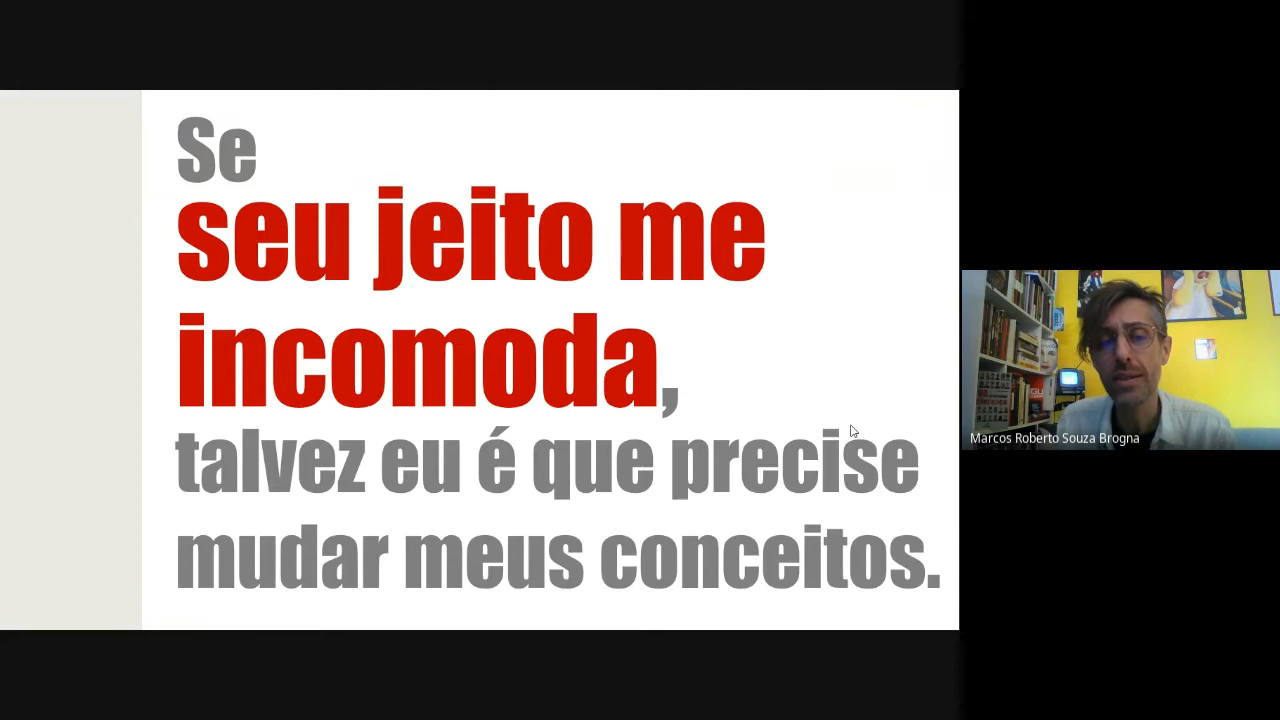 Se
seu jeito me
incomoda,
talvez eu é que precise
mudar meus conceitos.
Marcos Roberto Souza Brogna